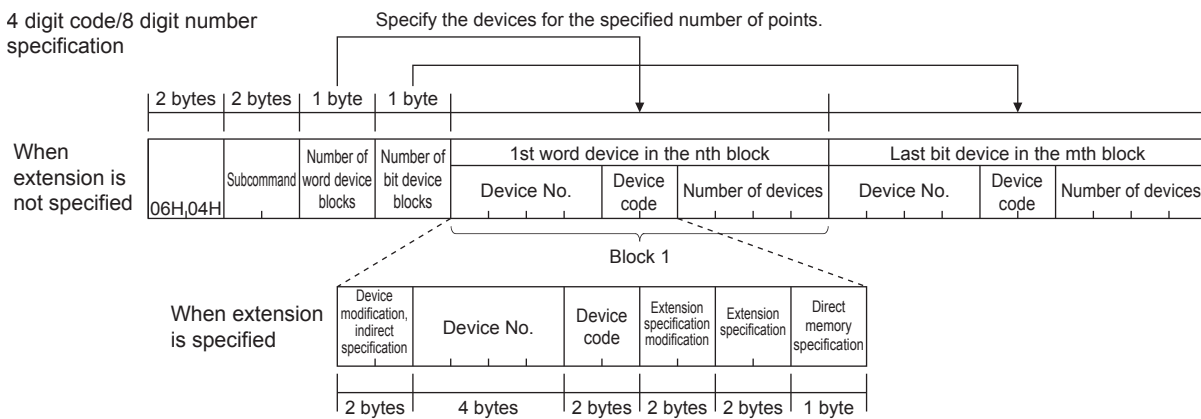 4 digit code/8 digit number
specification
Specify the devices for the specified number of points.
2 bytes 2 bytes 1 byte 1 byte
When
extension is
not specified
06H 04H
Subcommand
Number of
word device
blocks
Number of
bit device
blocks
1st word device in the nth block
Device No.
Device
code
Number of devices
Last bit device in the mth block
Device No.
Device
code
Number of devices
Block 1
When extension
is specified
Device
modification,
indirect
specification
Device No.
Device
code
Extension
specification
modification
Extension
specification
Direct
memory
specification
2 bytes 4 bytes 2 bytes 2 bytes 2 bytes 1 byte